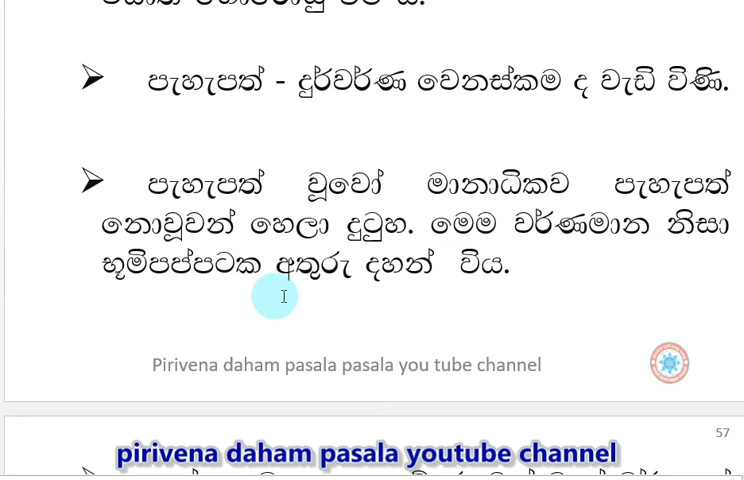 ➤ පැහැපත් - දුර්වර්ණ වෙනස්කම ද වැඩි විණි.
➤ පැහැපත් වූවෝ මානාධිකව පැහැපත්
නොවූවන් හෙලා දුටුහ. මෙම වර්ණමාන නිසා
භූමිපප්පටක අතුරු දහන් විය.
Pirivena daham pasala pasala you tube channel
57
pirivena daham pasala youtube channel